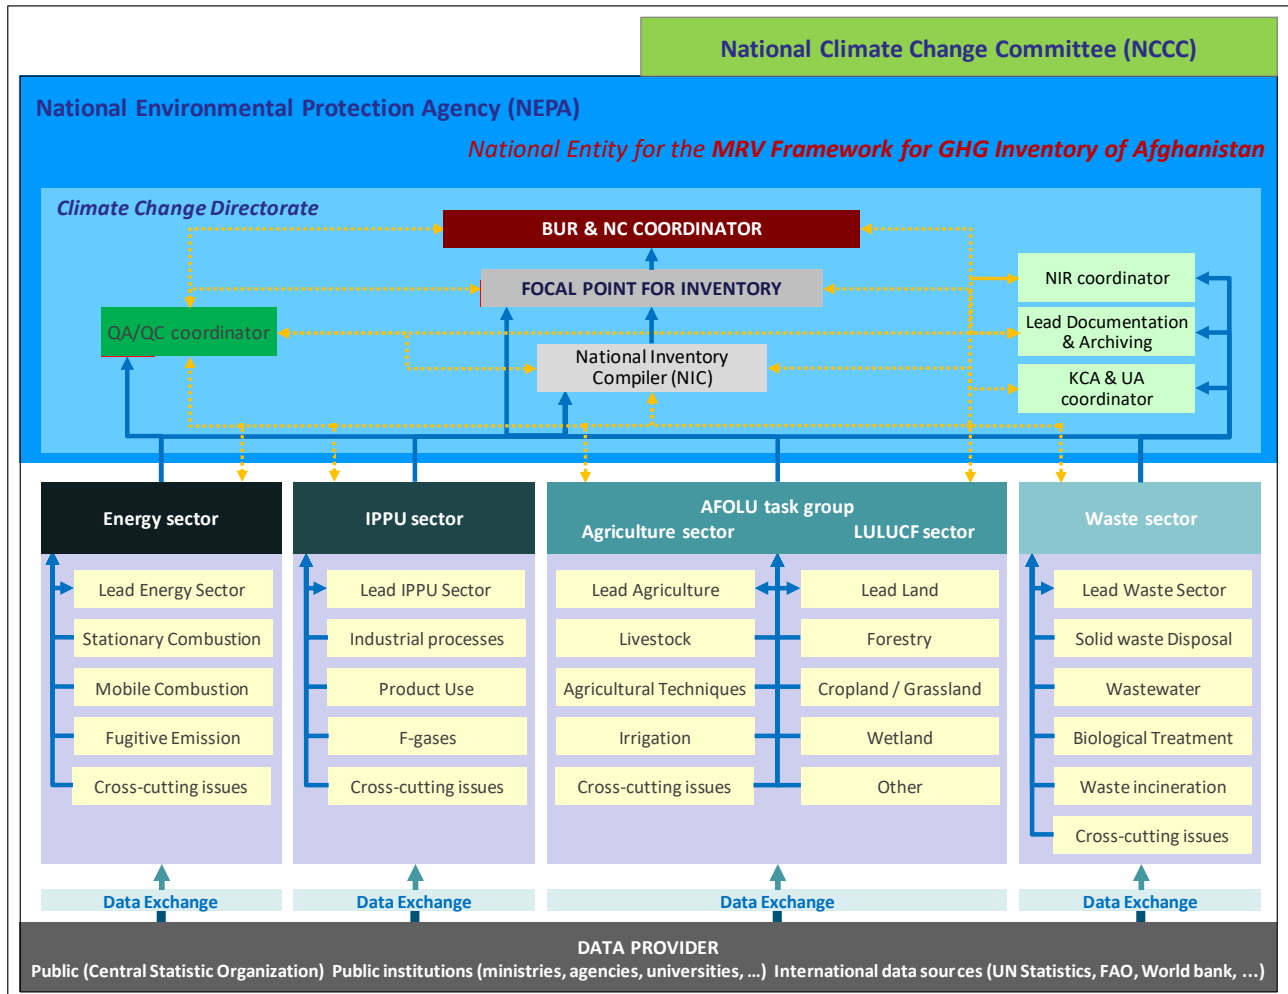 National Climate Change Committee (NCCC)
National Environmental Protection Agency (NEPA)
National Entity for the MRV Framework for GHG Inventory of Afghanistan
Climate Change Directorate
BUR & NC COORDINATOR
FOCAL POINT FOR INVENTORY
QA/QC coordinator
National Inventory
Compiler (NIC)
NIR coordinator
Lead Documentation
& Archiving
KCA & UA
coordinator
Energy sector
Lead Energy Sector
Stationary Combustion
Mobile Combustion
Fugitive Emission
Cross-cutting issues
IPPU sector
Lead IPPU Sector
Industrial processes
Product Use
F-gases
Cross-cutting issues
AFOLU task group
Agriculture sector
LULUCF sector
Lead Agriculture
Livestock
Agricultural Techniques
Irrigation
Cross-cutting issues
Lead Land
Forestry
Cropland / Grassland
Wetland
Other
Waste sector
Lead Waste Sector
Solid waste Disposal
Wastewater
Biological Treatment
Waste incineration
Cross-cutting issues
Data Exchange
Data Exchange
Data Exchange
Data Exchange
DATA PROVIDER
Public (Central Statistic Organization) Public institutions (ministries, agencies, universities, ...) International data sources (UN Statistics, FAO, World bank, ...)